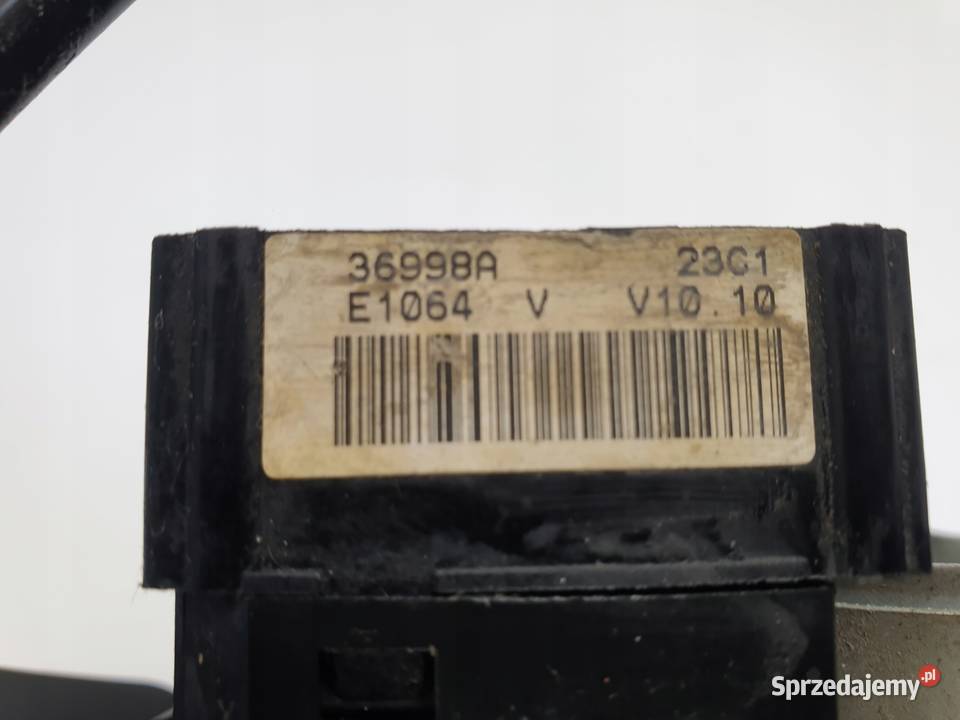 36998A 23C1
E1064 V V10.10
Sprzedajemy.pl